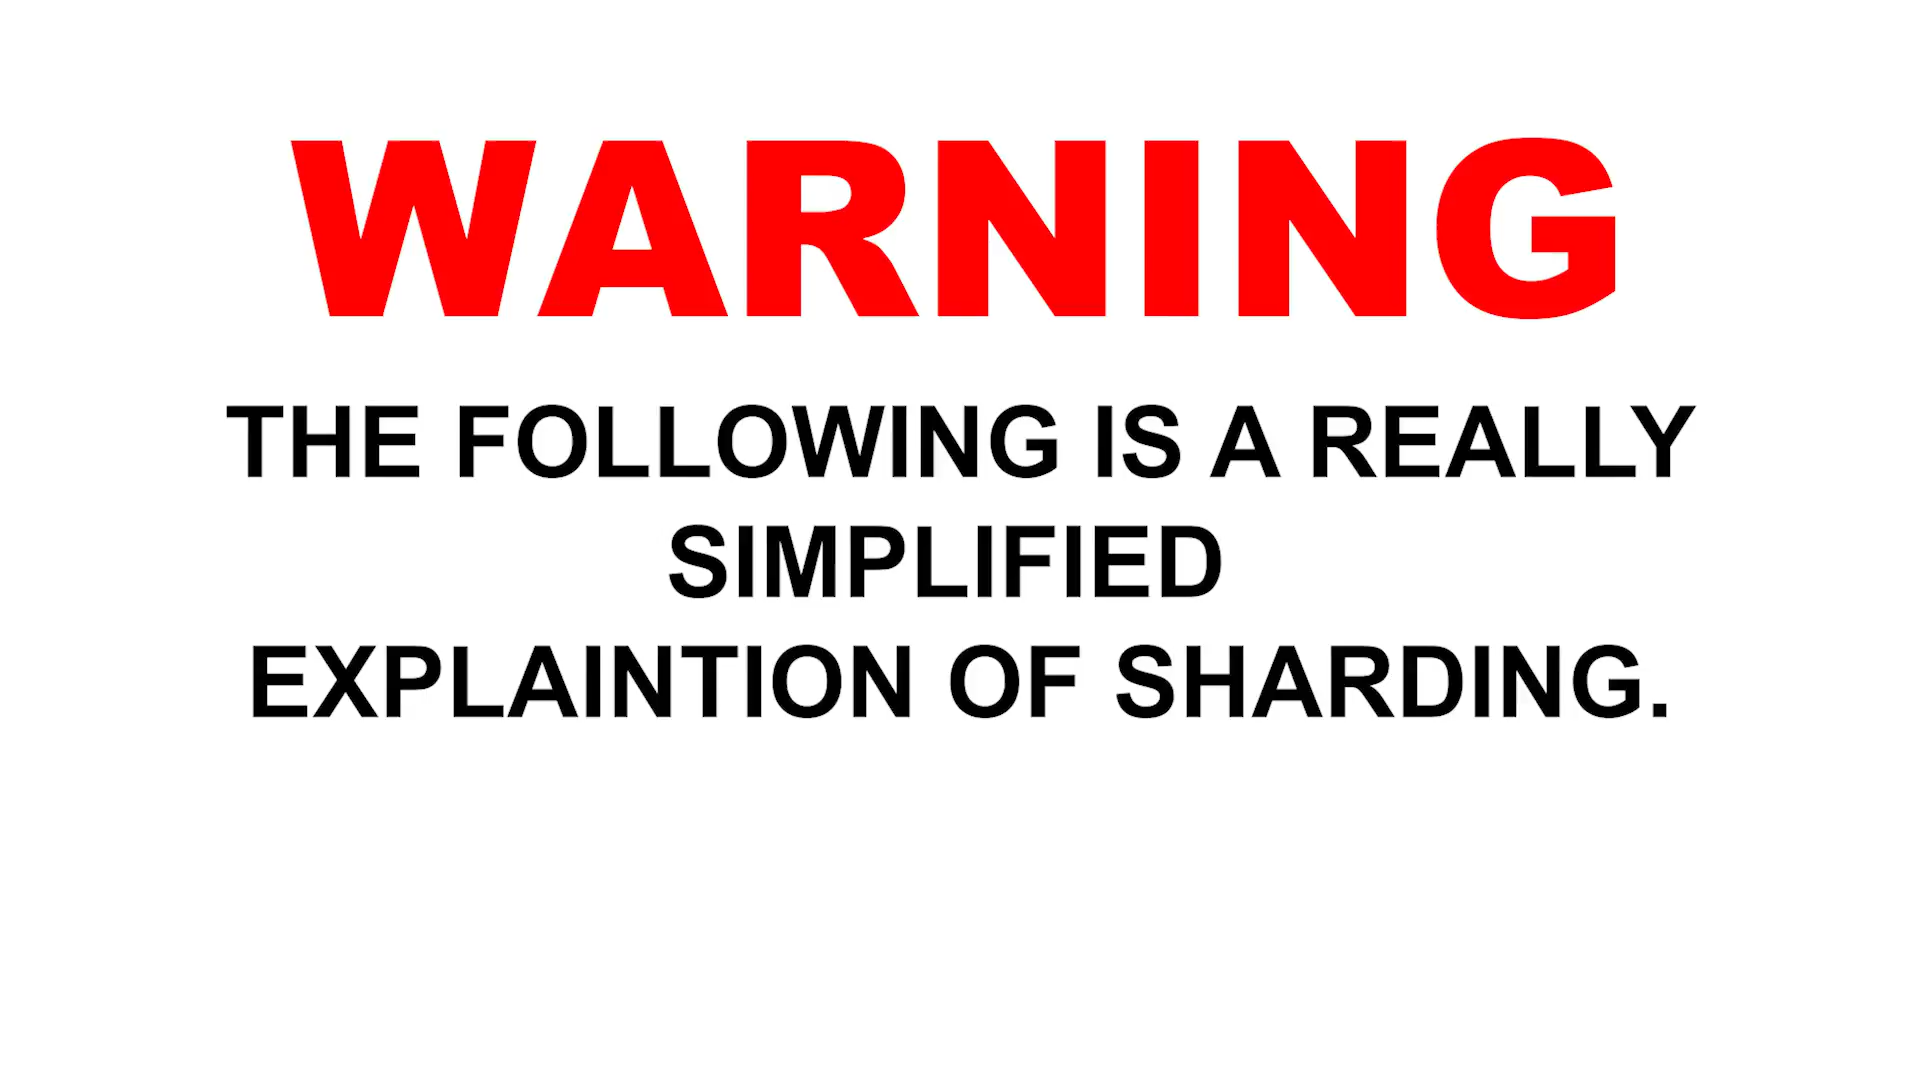 WARNING
THE FOLLOWING IS A REALLY
SIMPLIFIED
EXPLAINTION OF SHARDING.